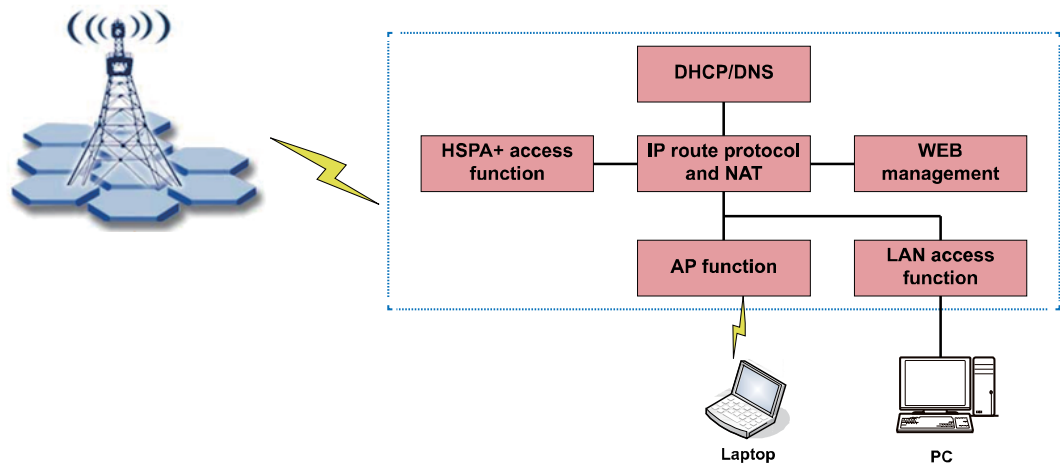 DHCP/DNS
HSPA+ access
function
IP route protocol
and NAT
WEB
management
AP function
LAN access
function
Laptop
PC